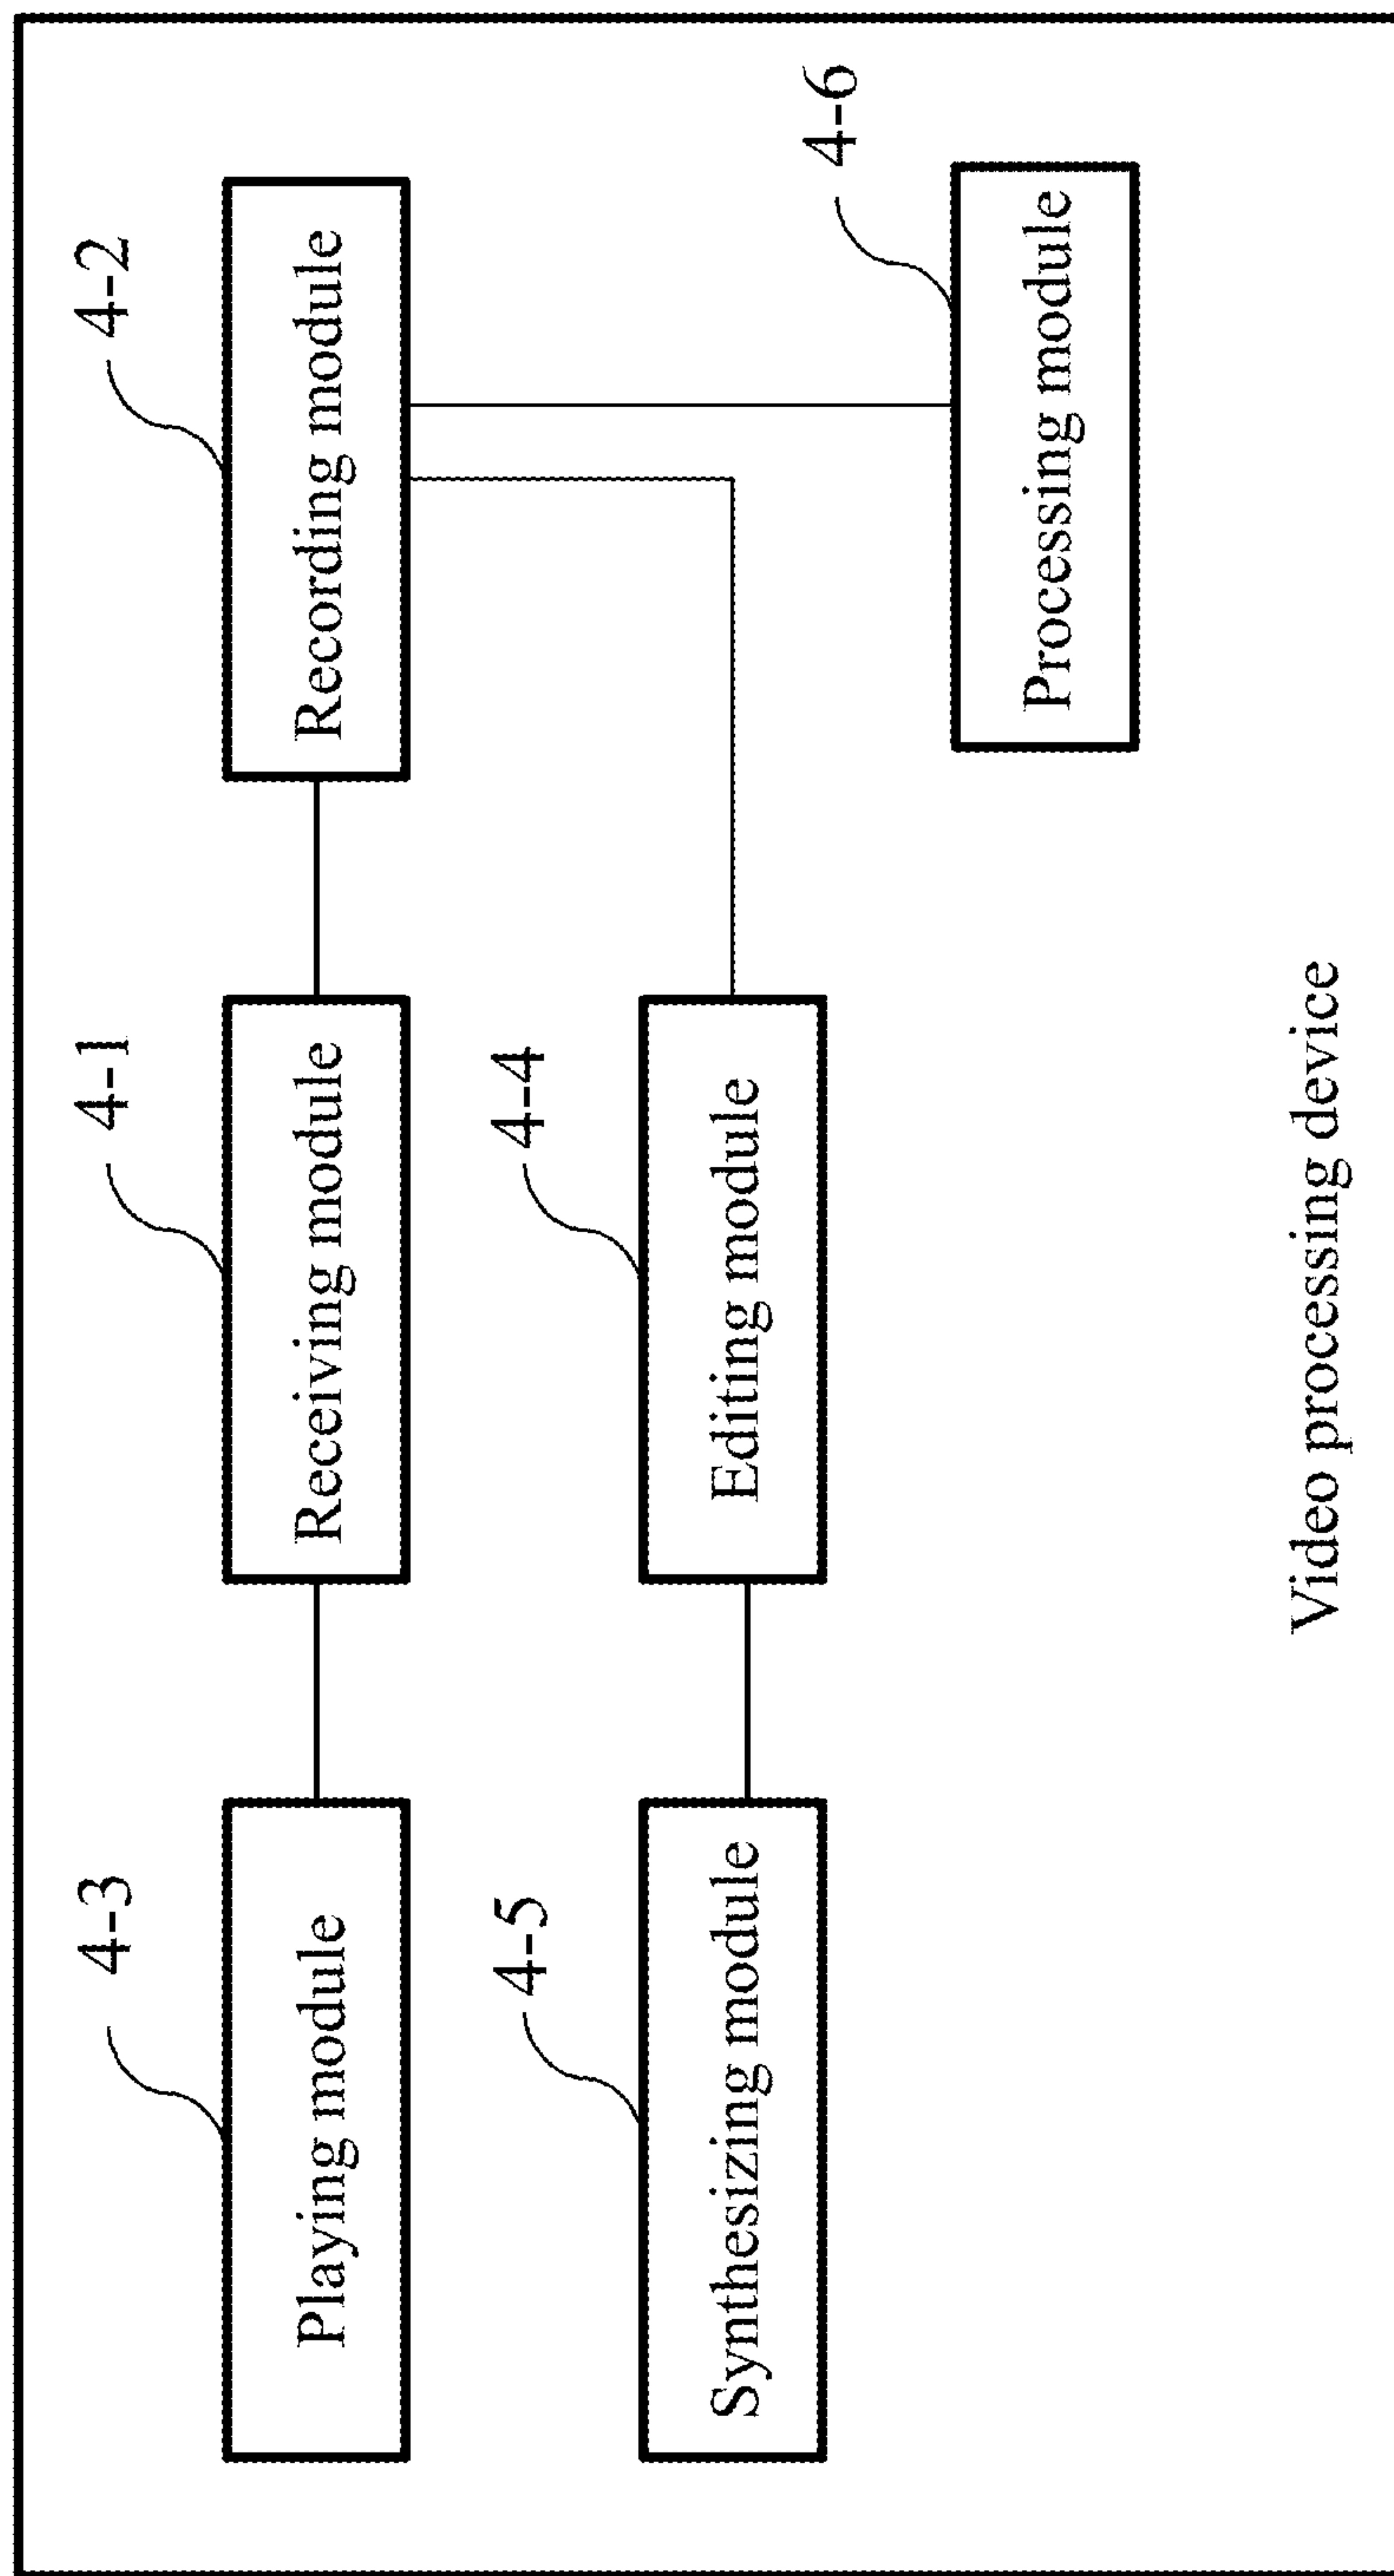 4-3
4-1
4-2
Playing module
Receiving module
Recording module
4-5
4-4
Synthesizing module
Editing module
4-6
Processing module
Video processing device